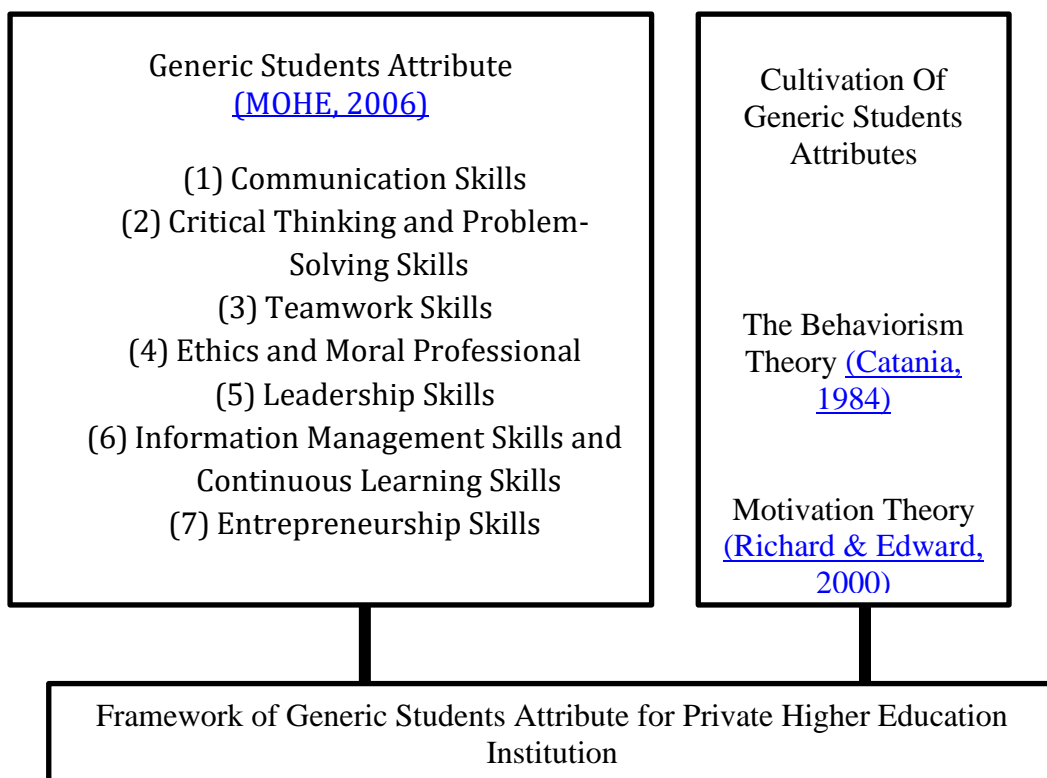 Generic Students Attribute
(MOHE, 2006)
(1) Communication Skills
(2) Critical Thinking and Problem-
Solving Skills
(3) Teamwork Skills
(4) Ethics and Moral Professional
(5) Leadership Skills
(6) Information Management Skills and
Continuous Learning Skills
(7) Entrepreneurship Skills
Cultivation Of
Generic Students
Attributes
The Behaviorism
Theory (Catania,
1984)
Motivation Theory
(Richard & Edward,
2000)
Framework of Generic Students Attribute for Private Higher Education
Institution